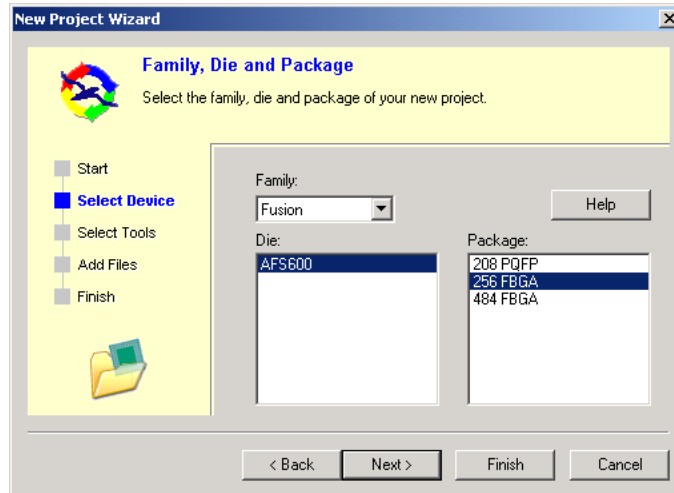 New Project Wizard
Family, Die and Package
Select the family, die and package of your new project.
Start
Select Device
Select Tools
Add Files
Finish
Family:
Fusion
Help
Die:
AFS600
Package:
208 PQFP
256 FBGA
484 FBGA
< Back
Next >
Finish
Cancel